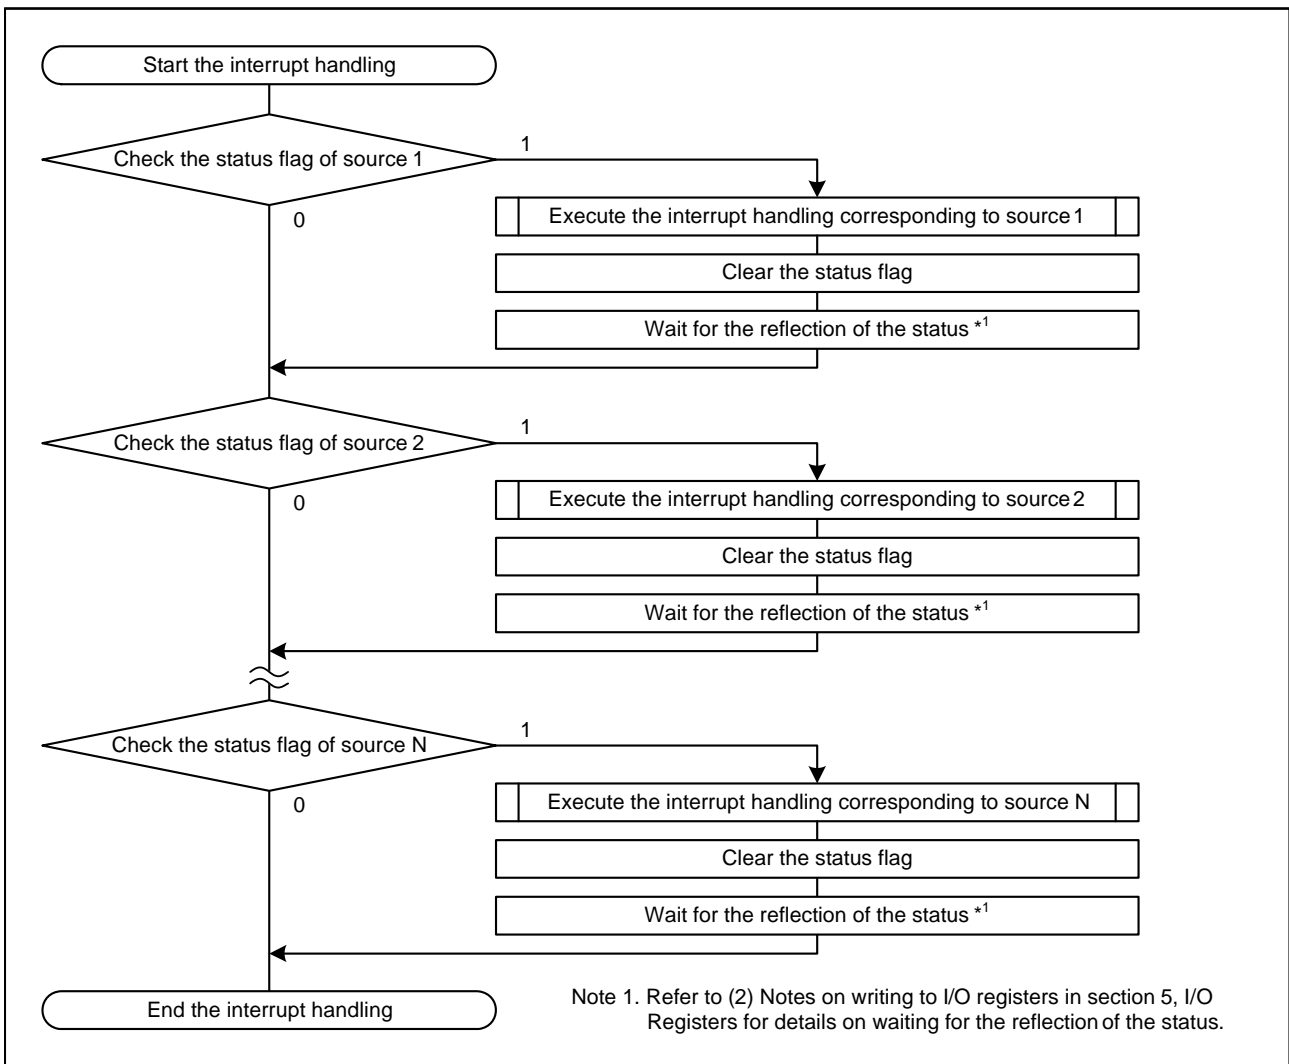 Start the interrupt handling
Check the status flag of source 1
1
0
Execute the interrupt handling corresponding to source 1
Clear the status flag
Wait for the reflection of the status *1
Check the status flag of source 2
1
0
Execute the interrupt handling corresponding to source 2
Clear the status flag
Wait for the reflection of the status *1
Check the status flag of source N
1
0
Execute the interrupt handling corresponding to source N
Clear the status flag
Wait for the reflection of the status *1
End the interrupt handling
Note 1. Refer to (2) Notes on writing to I/O registers in section 5, I/O
Registers for details on waiting for the reflection of the status.